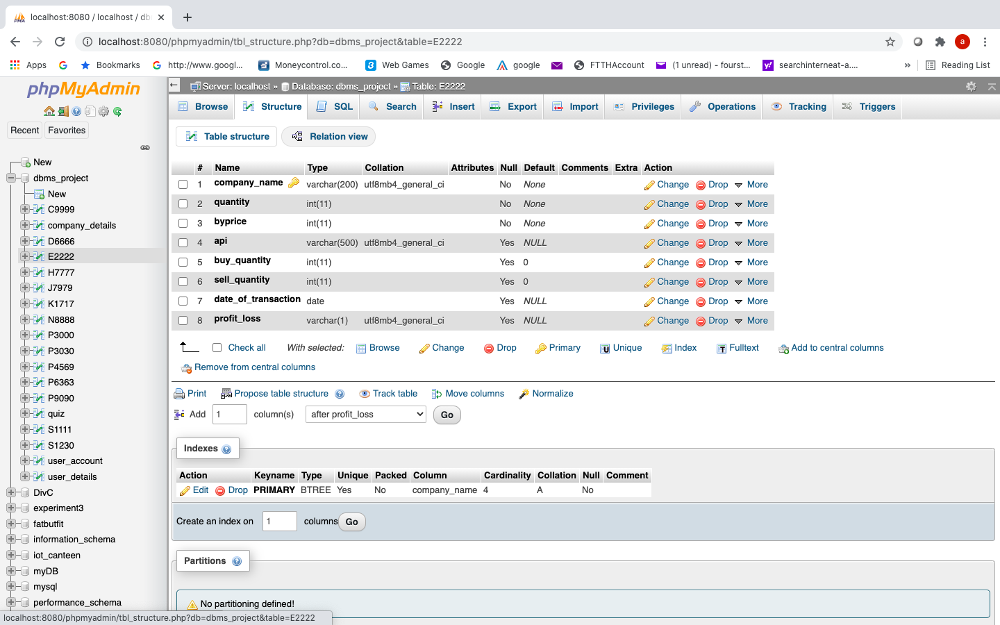 localhost:8080 / localhost / db
localhost:8080/phpmyadmin/tbl_structure.php?db=dbms_project&table=E2222
a
Apps
Bookmarks
http://www.googl...
Moneycontrol.co...
Web Games
Google
google
FTTHAccount
(1 unread) - fourst...
searchinterneat-a....
»
Reading List
phpMyAdmin
Recent
Favorites
New
dbms_project
New
C9999
company_details
D6666
E2222
H7777
J7979
K1717
N8888
P3000
P3030
P4569
P6363
P9090
quiz
S1111
S1230
user_account
user_details
DivC
experiment3
fatbutfit
information_schema
iot_canteen
myDB
mysql
performance_schema
localhost:8080/phpmyadmin/tbl_structure.php?db=dbms_project&table=E2222
Server: localhost » Database: dbms_project » Table: E2222
Browse Structure SQL Search Insert Export Import Privileges Operations Tracking Triggers
Table structure Relation view
# Name Type Collation Attributes Null Default Comments Extra Action
1 company_name varchar(200) utf8mb4_general_ci No None Change Drop More
2 quantity int(11) No None Change Drop More
3 byprice int(11) No None Change Drop More
4 api varchar(500) utf8mb4_general_ci Yes NULL Change Drop More
5 buy_quantity int(11) Yes 0 Change Drop More
6 sell_quantity int(11) Yes 0 Change Drop More
7 date_of_transaction date Yes NULL Change Drop More
8 profit_loss varchar(1) utf8mb4_general_ci Yes NULL Change Drop More
Check all With selected: Browse Change Drop Primary Unique Index Fulltext Add to central columns
Remove from central columns
Print Propose table structure Track table Move columns Normalize
Add 1 column(s) after profit_loss Go
Indexes
Action Keyname Type Unique Packed Column Cardinality Collation Null Comment
Edit Drop PRIMARY BTREE Yes No company_name 4 A No
Create an index on 1 columns Go
Partitions
No partitioning defined!